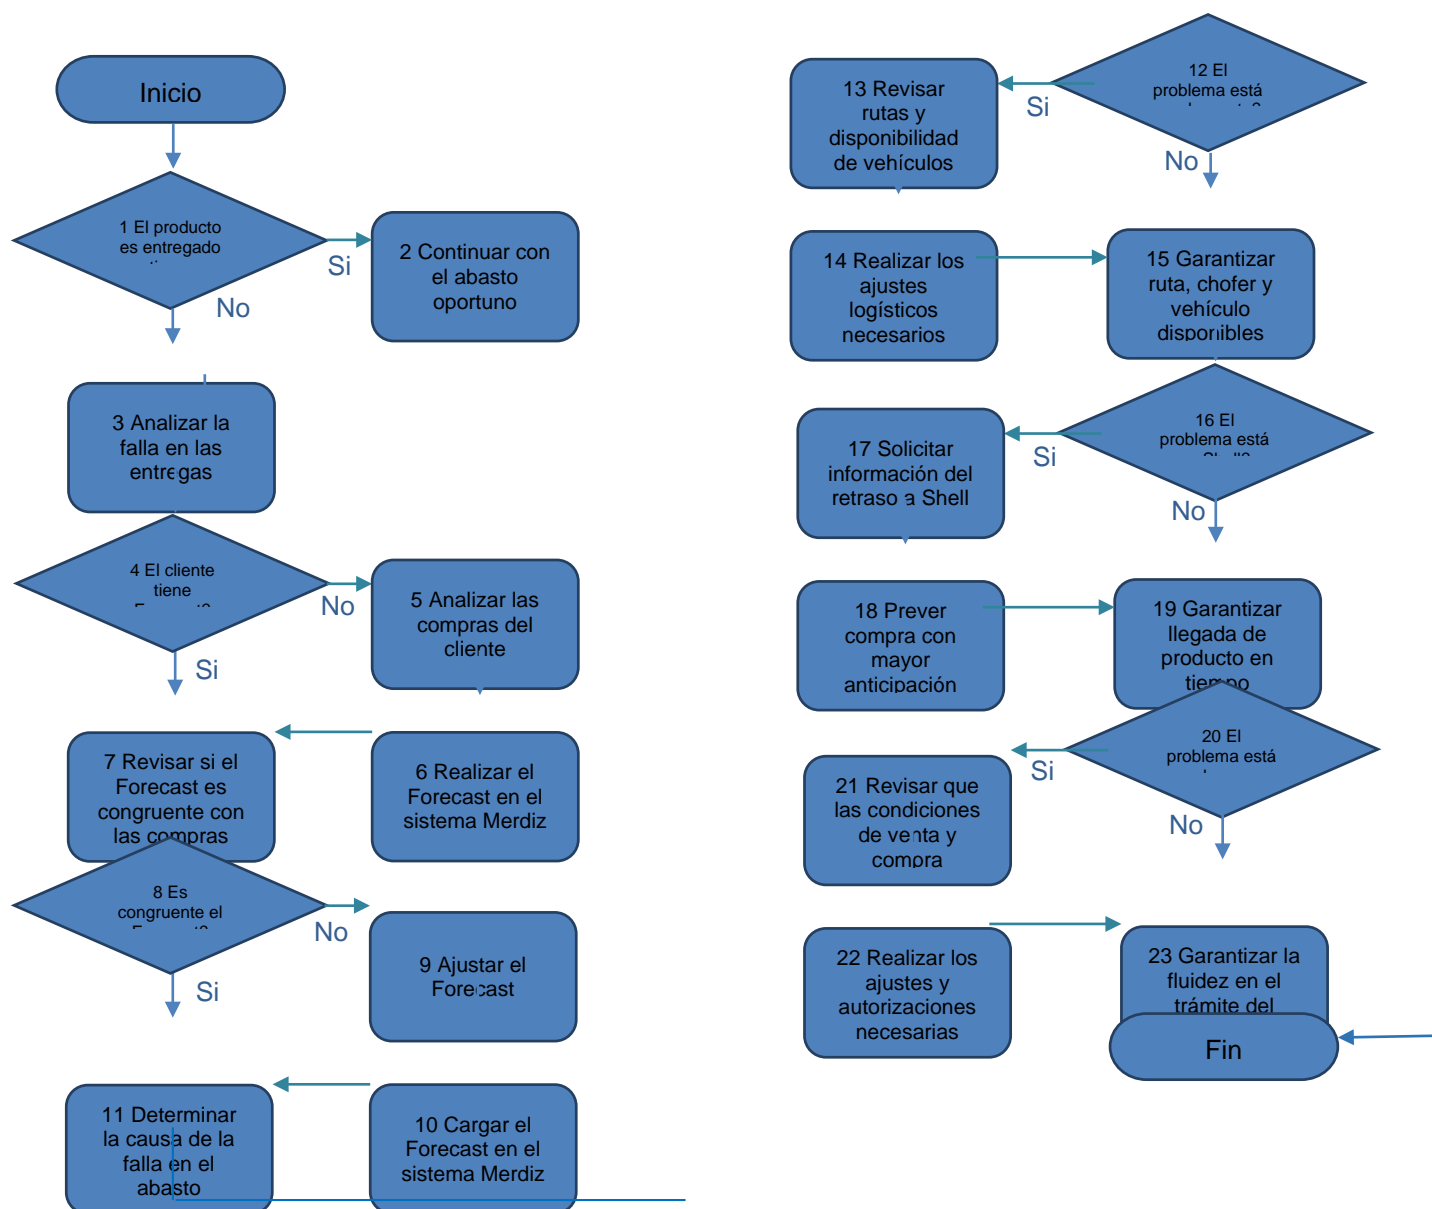 Inicio
1 El producto
es entregado
Si
No
2 Continuar con
el abasto
oportuno
3 Analizar la
falla en las
entregas
4 El cliente
tiene
No
Si
5 Analizar las
compras del
cliente
7 Revisar si el
Forecast es
congruente con
las compras
6 Realizar el
Forecast en el
sistema Merdiz
8 Es
congruente el
No
Si
9 Ajustar el
Forecast
11 Determinar
la causa de la
falla en el
abasto
10 Cargar el
Forecast en el
sistema Merdiz
12 El
problema está
Si
No
13 Revisar
rutas y
disponibilidad
de vehículos
14 Realizar los
ajustes
logísticos
necesarios
15 Garantizar
ruta, chofer y
vehículo
disponibles
16 El
problema está
Si
No
17 Solicitar
información del
retraso a Shell
18 Prever
compra con
mayor
anticipación
19 Garantizar
llegada de
producto en
tiempo
20 El
problema está
Si
No
21 Revisar que
las condiciones
de venta y
compra
22 Realizar los
ajustes y
autorizaciones
necesarias
23 Garantizar la
fluidez en el
trámite del
Fin